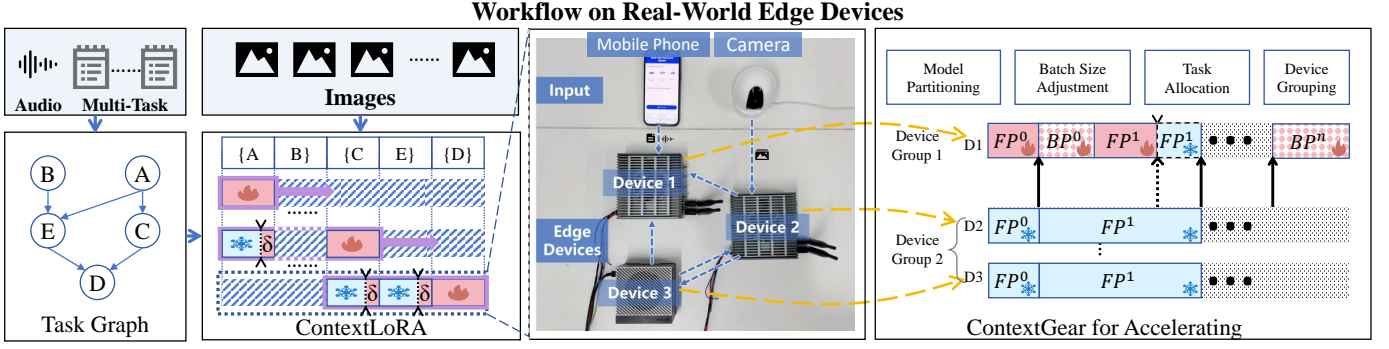 Workflow on Real-World Edge Devices
Audio
Multi-Task
B
A
E
C
D
Task Graph
Images
{A
B}
{C
E}
{D}
......
δ
......
δ
δ
ContextLoRA
Mobile Phone
Camera
Input
Device 1
Device 2
Edge
Devices
Device 3
Model
Partitioning
Batch Size
Adjustment
Task
Allocation
Device
Grouping
Device
Group 1
D1
FP⁰
BP⁰
FP¹
FP¹
BPⁿ
Device
Group 2
D2
FP⁰
FP¹
D3
FP⁰
FP¹
ContextGear for Accelerating